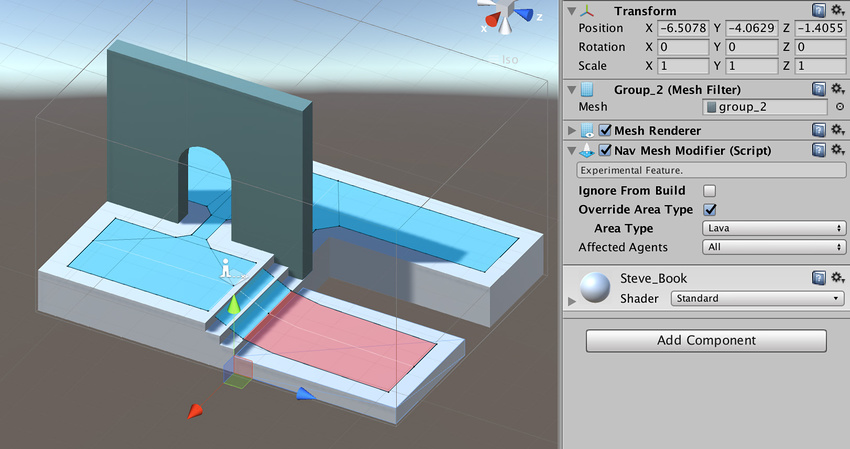 x
z
Iso
Transform
Position X -6.5078 Y -4.0629 Z -1.4055
Rotation X 0 Y 0 Z 0
Scale X 1 Y 1 Z 1
Group_2 (Mesh Filter)
Mesh group_2
Mesh Renderer
Nav Mesh Modifier (Script)
Experimental Feature.
Ignore From Build
Override Area Type
Area Type Lava
Affected Agents All
Steve_Book
Shader Standard
Add Component